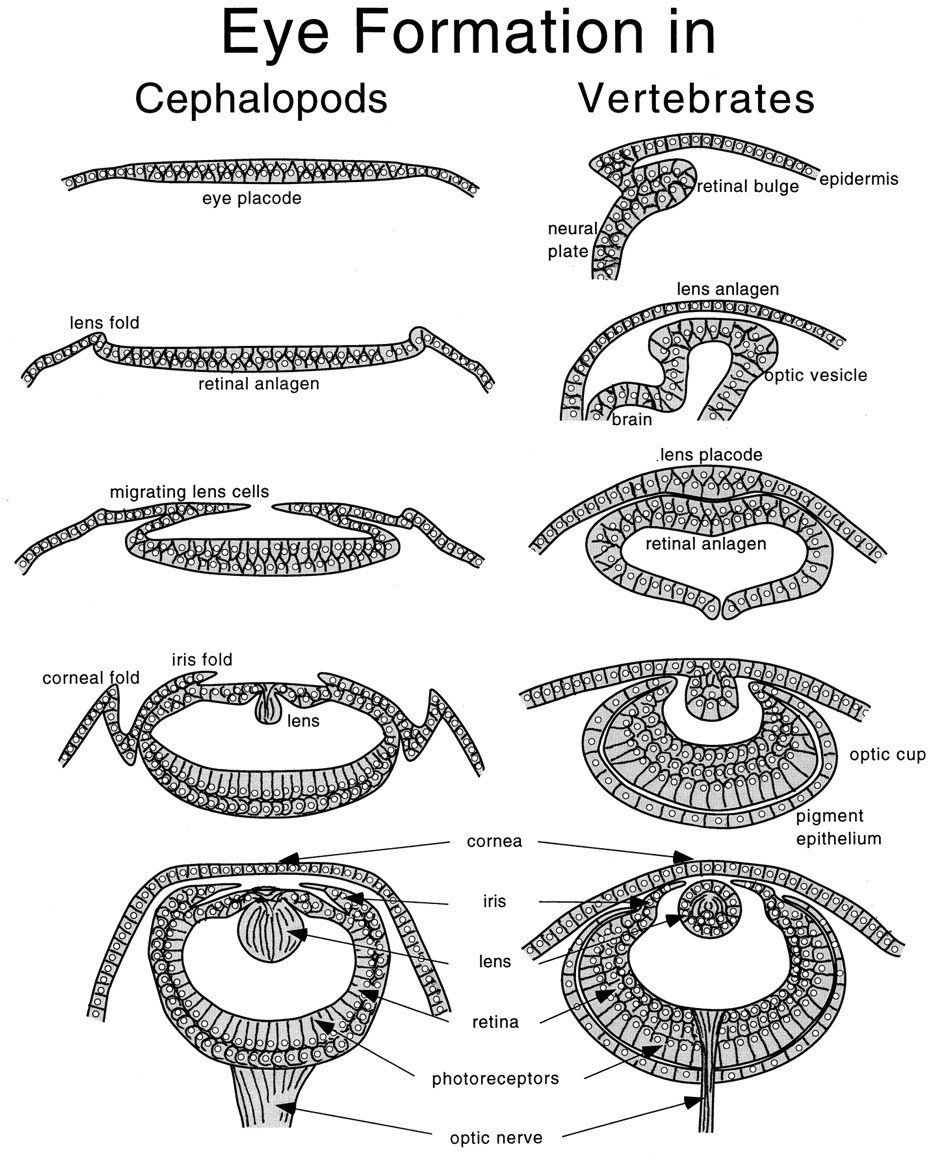 Eye Formation in
Cephalopods
Vertebrates
eye placode
retinal bulge
epidermis
neural
plate
lens fold
retinal anlagen
lens anlagen
optic vesicle
brain
migrating lens cells
lens placode
retinal anlagen
corneal fold
iris fold
lens
optic cup
pigment
epithelium
cornea
iris
lens
retina
photoreceptors
optic nerve